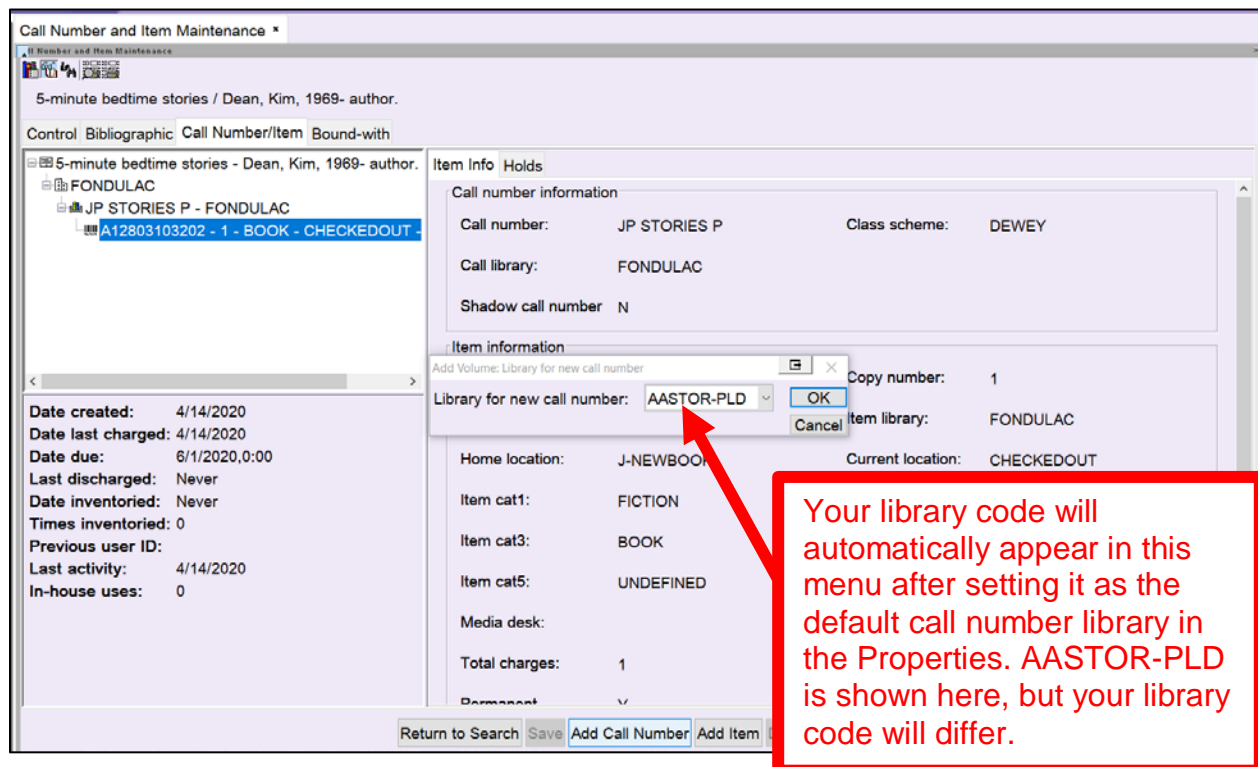 Call Number and Item Maintenance
ll Number and Item Maintenance
5-minute bedtime stories / Dean, Kim, 1969- author.
Control Bibliographic Call Number/Item Bound-with
5-minute bedtime stories - Dean, Kim, 1969- author.
FONDULAC
JP STORIES P - FONDULAC
A12803103202 - 1 - BOOK - CHECKEDOUT -
Date created: 4/14/2020
Date last charged: 4/14/2020
Date due: 6/1/2020,0:00
Last discharged: Never
Date inventoried: Never
Times inventoried: 0
Previous user ID:
Last activity: 4/14/2020
In-house uses: 0
Item Info Holds
Call number information
Call number: JP STORIES P Class scheme: DEWEY
Call library: FONDULAC
Shadow call number N
Item information
Add Volume: Library for new call number
Library for new call number: AASTOR-PLD OK
Cancel
Copy number: 1
Item library: FONDULAC
Home location: J-NEWBOO Current location: CHECKEDOUT
Item cat1: FICTION
Item cat3: BOOK
Item cat5: UNDEFINED
Media desk:
Total charges: 1
Permanent Y
Return to Search Save Add Call Number Add Item
Your library code will
automatically appear in this
menu after setting it as the
default call number library in
the Properties. AASTOR-PLD
is shown here, but your library
code will differ.